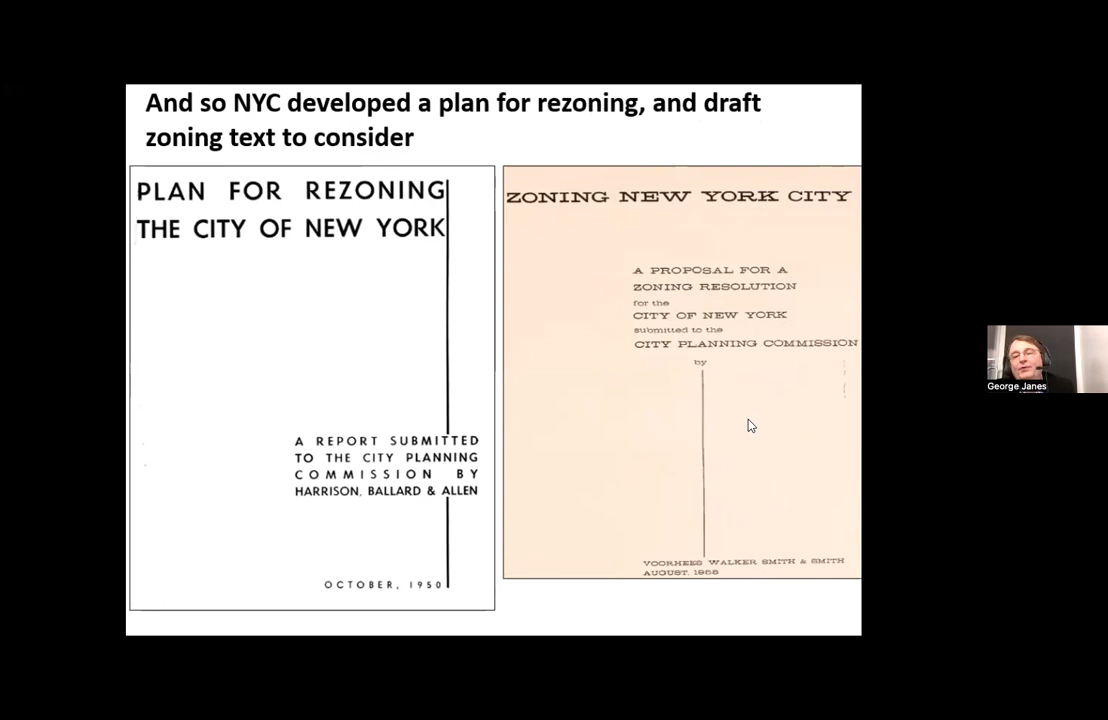 And so NYC developed a plan for rezoning, and draft
zoning text to consider
PLAN FOR REZONING
THE CITY OF NEW YORK
A REPORT SUBMITTED
TO THE CITY PLANNING
COMMISSION BY
HARRISON, BALLARD & ALLEN
OCTOBER, 1950
ZONING NEW YORK CITY
A PROPOSAL FOR A
ZONING RESOLUTION
for the
CITY OF NEW YORK
submitted to the
CITY PLANNING COMMISSION
by
VOORHEES WALKER SMITH & SMITH
AUGUST, 1958
George Janes